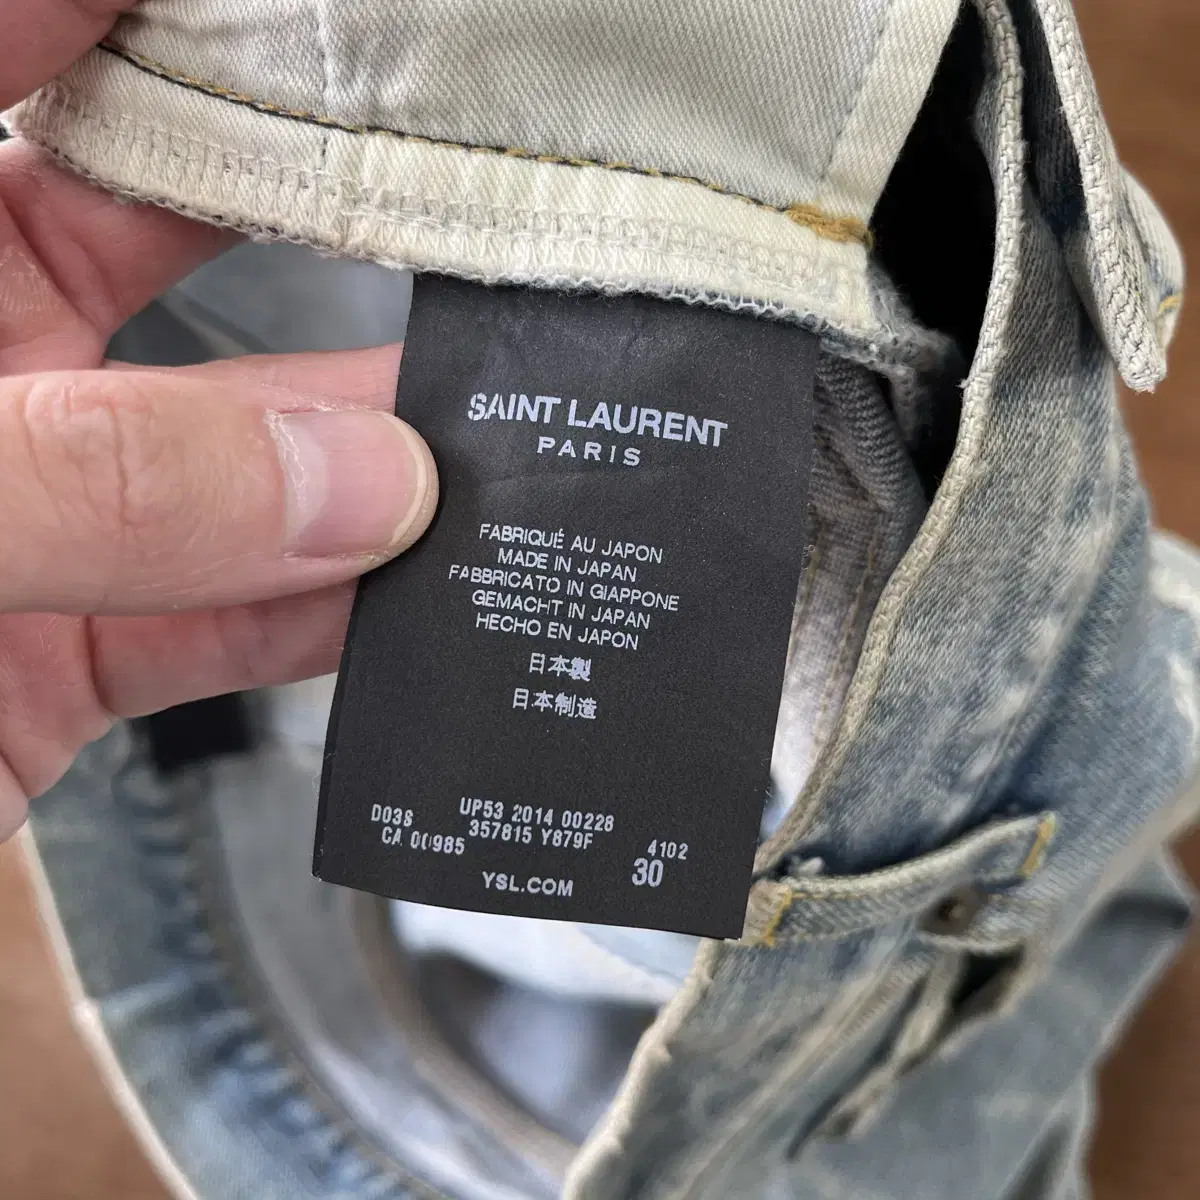 SAINT LAURENT
PARIS
FABRIQUÉ AU JAPON
MADE IN JAPAN
FABBRICATO IN GIAPPONE
GEMACHT IN JAPAN
HECHO EN JAPON
日本製
日本制造
D03S UP53 2014 00228
CA 00985 357815 Y879F 4102
30
YSL.COM